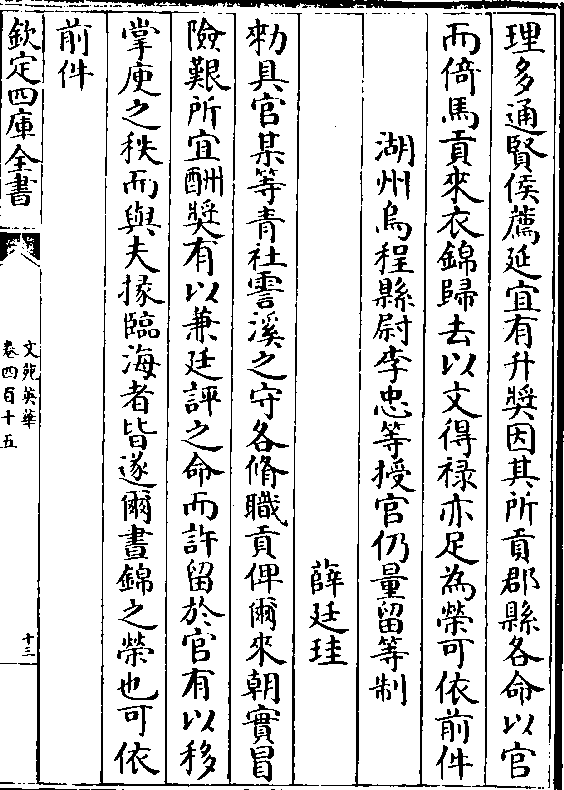 理多通賢侯薦延宜有升奬因其所貢郡縣各命以官
而倚馬貢來衣錦歸去以文得禄亦足為榮可依前件
湖州烏程縣尉李忠等授官仍量留等制
薛廷珪
勑具官某等青社霅溪之守各脩職貢俾爾來朝實冒
險艱所宜酬奬有以兼廷評之命而許留於官有以移
掌庾之秩而與夫掾臨海者皆遂爾晝錦之榮也可依
前件
欽定四庫全書
文苑英華
卷四百十五
十三